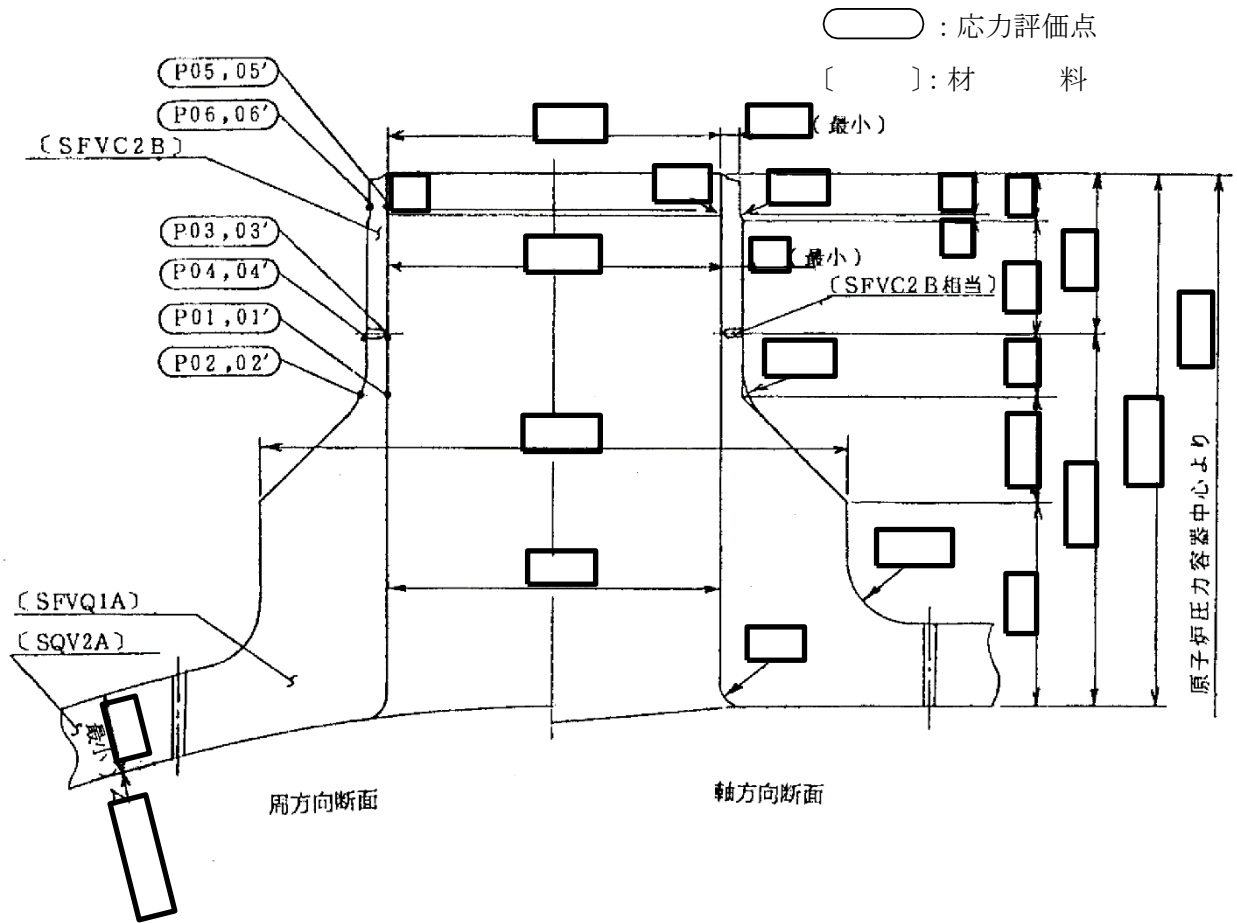 ：応力評価点
〔 〕：材 料
P05,05′
P06,06′
〔SFVC2B〕
（最小）
P03,03′
（最小）
P04,04′
〔SFVC2B相当〕
P01,01′
P02,02′
原子炉圧力容器中心より
〔SFVQ1A〕
〔SQV2A〕
最小
周方向断面
軸方向断面